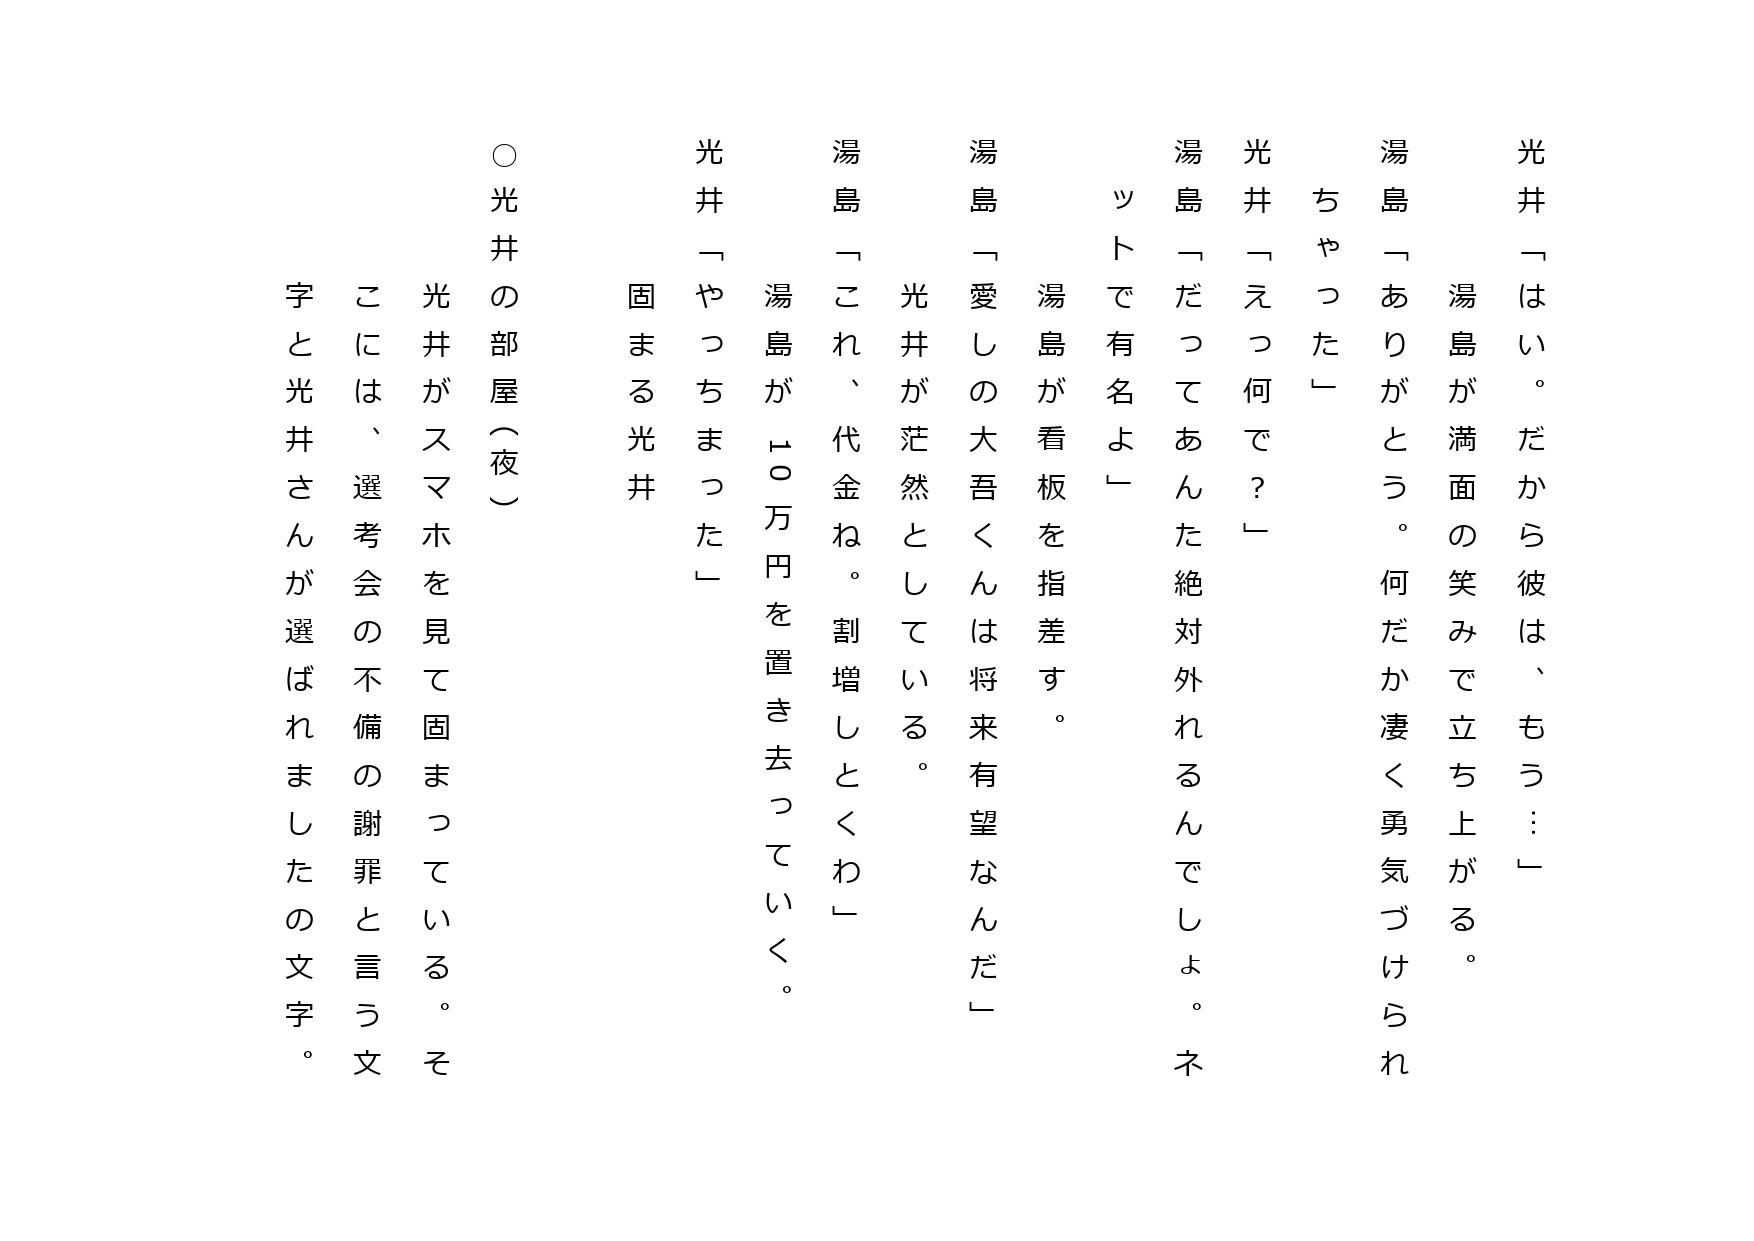 光井「はい。だから彼は、もう…」
湯島が満面の笑みで立ち上がる。
湯島「ありがとう。何だか凄く勇気づけられ
ちゃった」
光井「えっ何で？」
湯島「だってあんた絶対外れるんでしょ。ネ
ットで有名よ」
湯島が看板を指差す。
湯島「愛しの大吾くんは将来有望なんだ」
光井が茫然としている。
湯島「これ、代金ね。割増しとくわ」
湯島が10万円を置き去っていく。
光井「やっちまった」
固まる光井
○光井の部屋（夜）
光井がスマホを見て固まっている。そ
こには、選考会の不備の謝罪と言う文
字と光井さんが選ばれましたの文字。